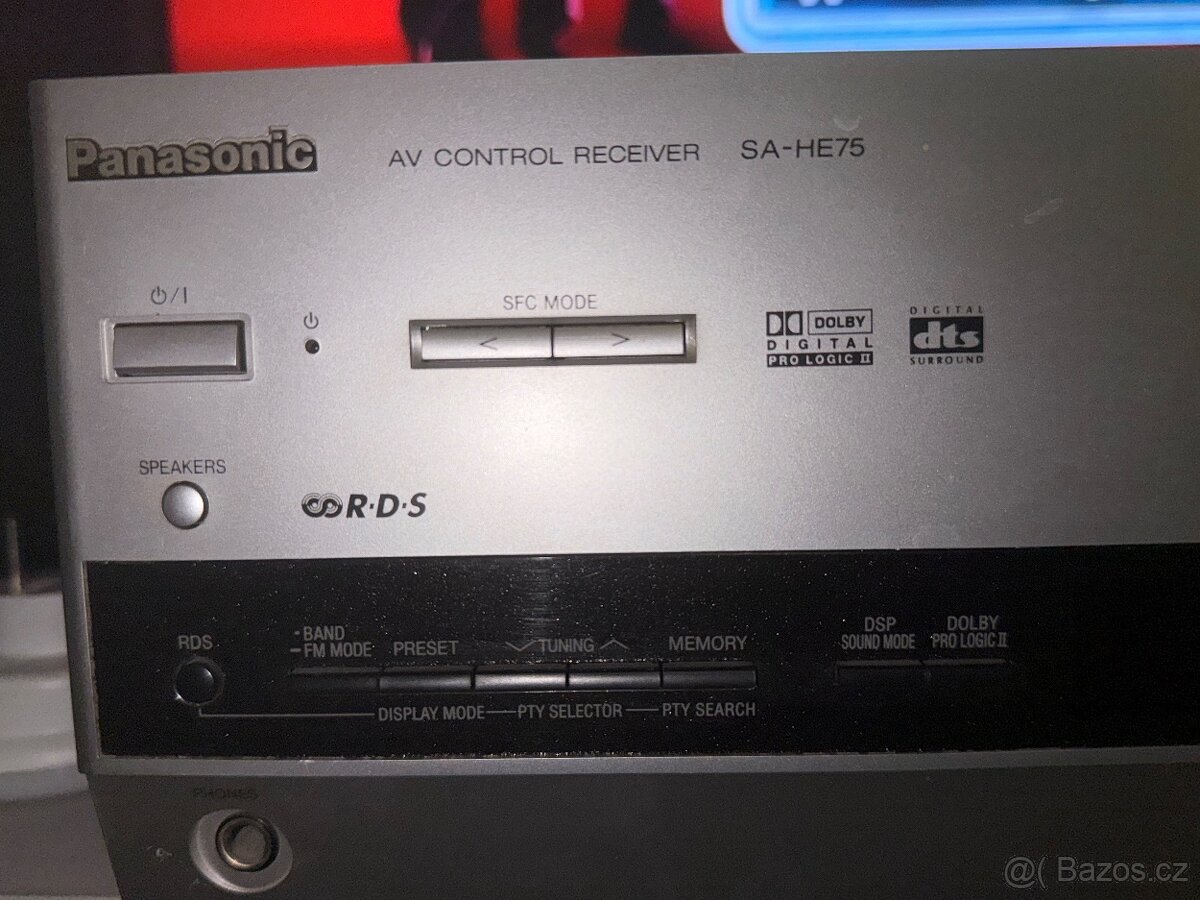 Panasonic
AV CONTROL RECEIVER SA-HE75
⏻/I
SFC MODE
⏻
< >
DOLBY
DIGITAL
PRO LOGIC II
DIGITAL
dts
SURROUND
SPEAKERS
R·D·S
RDS
BAND
FM MODE
PRESET
TUNING
MEMORY
DSP
SOUND MODE
DOLBY
PRO LOGIC II
DISPLAY MODE
PTY SELECTOR
PTY SEARCH
PHONES
@( Bazos.cz